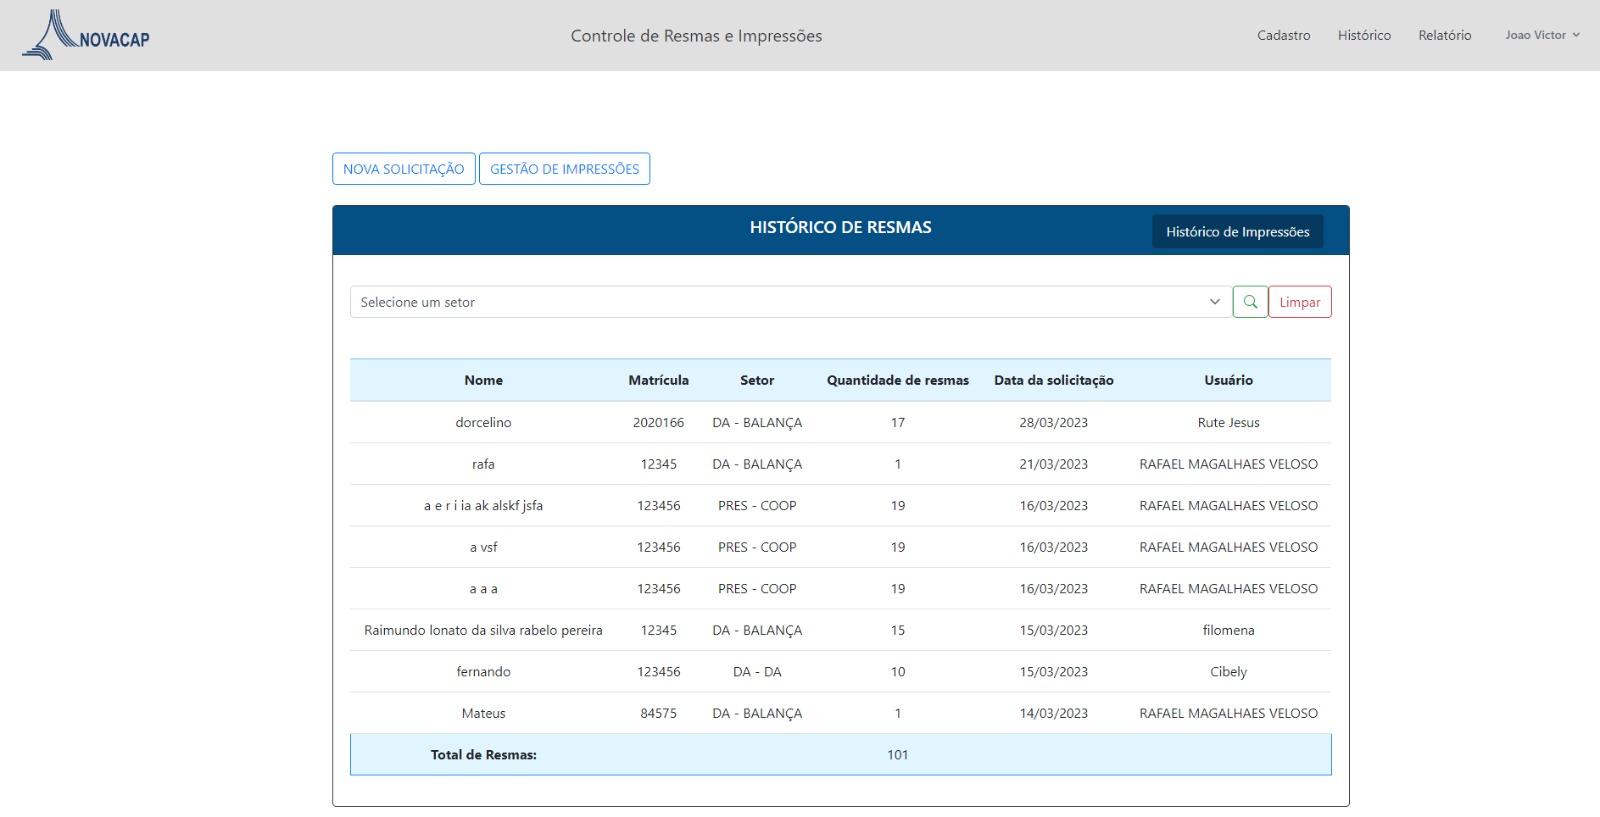 NOVACAP
Controle de Resmas e Impressões
Cadastro Histórico Relatório Joao Victor
NOVA SOLICITAÇÃO GESTÃO DE IMPRESSÕES
HISTÓRICO DE RESMAS Histórico de Impressões
Selecione um setor Limpar
Nome Matrícula Setor Quantidade de resmas Data da solicitação Usuário
dorcelino 2020166 DA - BALANÇA 17 28/03/2023 Rute Jesus
rafa 12345 DA - BALANÇA 1 21/03/2023 RAFAEL MAGALHAES VELOSO
a e r i ia ak alskf jsfa 123456 PRES - COOP 19 16/03/2023 RAFAEL MAGALHAES VELOSO
a vsf 123456 PRES - COOP 19 16/03/2023 RAFAEL MAGALHAES VELOSO
a a a 123456 PRES - COOP 19 16/03/2023 RAFAEL MAGALHAES VELOSO
Raimundo lonato da silva rabelo pereira 12345 DA - BALANÇA 15 15/03/2023 filomena
fernando 123456 DA - DA 10 15/03/2023 Cibely
Mateus 84575 DA - BALANÇA 1 14/03/2023 RAFAEL MAGALHAES VELOSO
Total de Resmas: 101